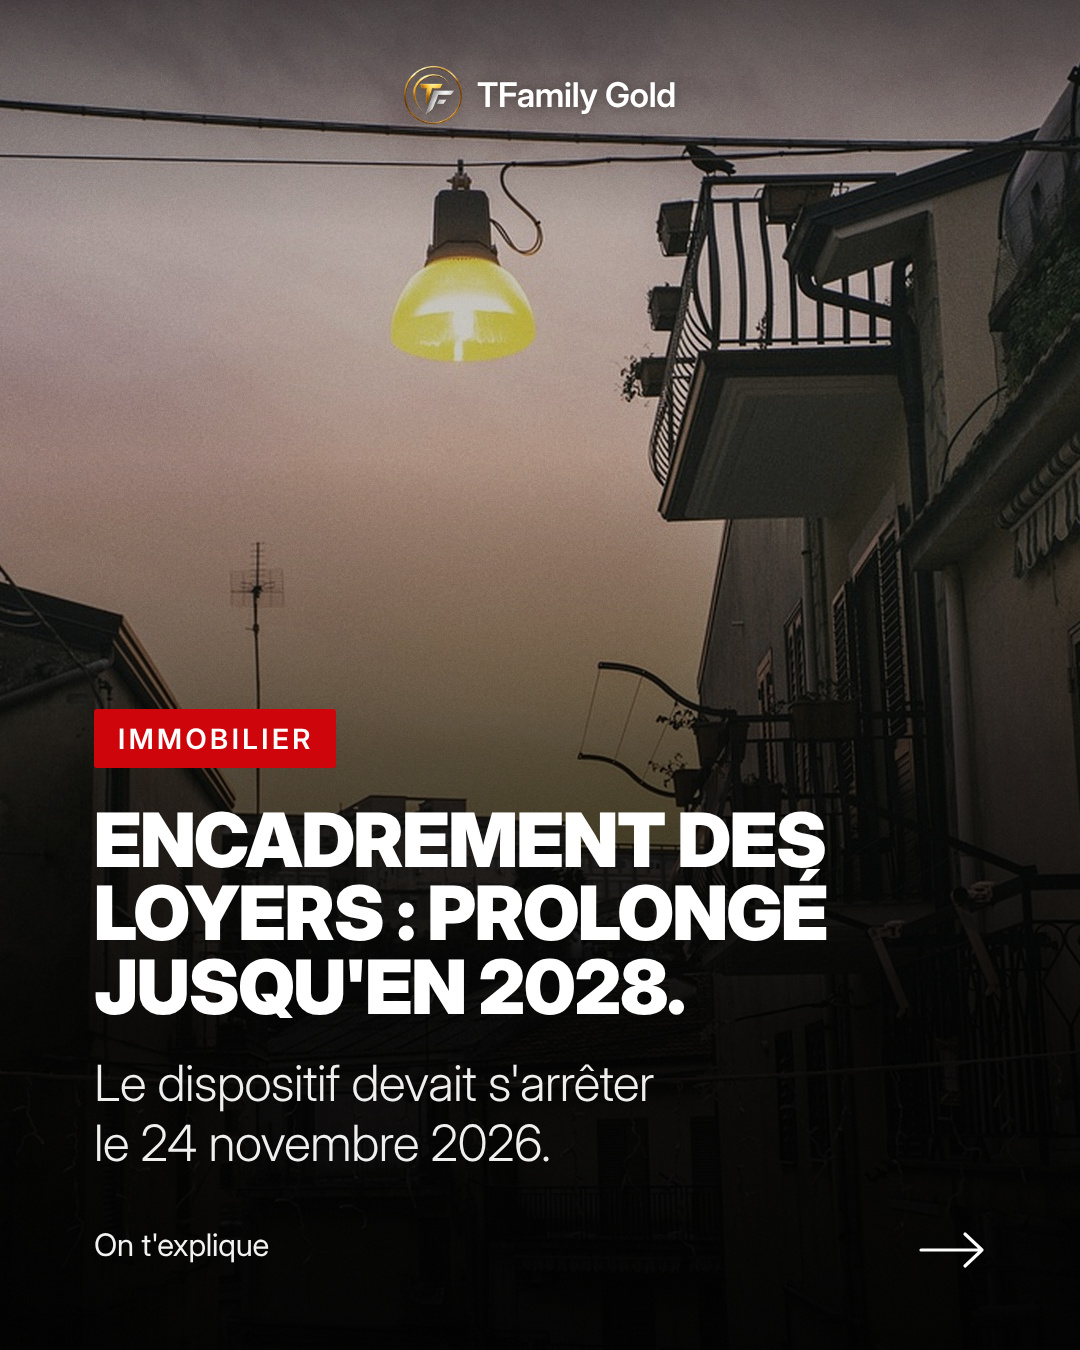 TF TFamily Gold
IMMOBILIER
ENCADREMENT DES
LOYERS : PROLONGÉ
JUSQU'EN 2028.
Le dispositif devait s'arrêter
le 24 novembre 2026.
On t'explique